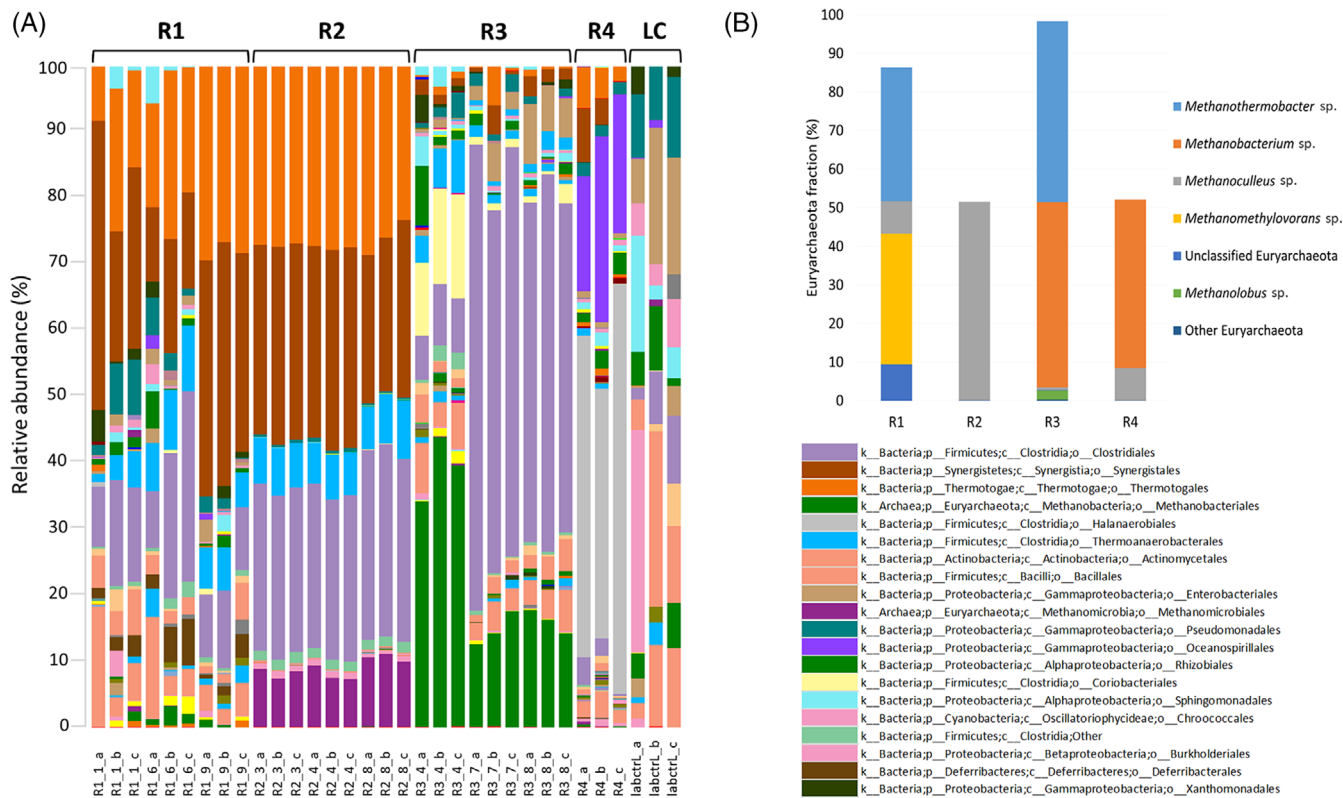 (A)
R1 R2 R3 R4 LC
Relative abundance (%)
100
90
80
70
60
50
40
30
20
10
0
R1_1_a
R1_1_b
R1_1_c
R1_6_a
R1_6_b
R1_6_c
R1_9_a
R1_9_b
R1_9_c
R2_3_a
R2_3_b
R2_3_c
R2_4_a
R2_4_b
R2_4_c
R2_8_a
R2_8_b
R2_8_c
R3_4_a
R3_4_b
R3_4_c
R3_7_a
R3_7_b
R3_7_c
R3_8_a
R3_8_b
R3_8_c
R4_a
R4_b
R4_c
labctrl_a
labctrl_b
labctrl_c
(B)
Euryarchaeota fraction (%)
100
90
80
70
60
50
40
30
20
10
0
R1 R2 R3 R4
Methanothermobacter sp.
Methanobacterium sp.
Methanoculleus sp.
Methanomethylovorans sp.
Unclassified Euryarchaeota
Methanolobus sp.
Other Euryarchaeota
k__Bacteria;p__Firmicutes;c__Clostridia;o__Clostridiales
k__Bacteria;p__Synergistetes;c__Synergistia;o__Synergistales
k__Bacteria;p__Thermotogae;c__Thermotogae;o__Thermotogales
k__Archaea;p__Euryarchaeota;c__Methanobacteria;o__Methanobacteriales
k__Bacteria;p__Firmicutes;c__Clostridia;o__Halanaerobiales
k__Bacteria;p__Firmicutes;c__Clostridia;o__Thermoanaerobacterales
k__Bacteria;p__Actinobacteria;c__Actinobacteria;o__Actinomycetales
k__Bacteria;p__Firmicutes;c__Bacilli;o__Bacillales
k__Bacteria;p__Proteobacteria;c__Gammaproteobacteria;o__Enterobacteriales
k__Archaea;p__Euryarchaeota;c__Methanomicrobia;o__Methanomicrobiales
k__Bacteria;p__Proteobacteria;c__Gammaproteobacteria;o__Pseudomonadales
k__Bacteria;p__Proteobacteria;c__Gammaproteobacteria;o__Oceanospirillales
k__Bacteria;p__Proteobacteria;c__Alphaproteobacteria;o__Rhizobiales
k__Bacteria;p__Firmicutes;c__Clostridia;o__Coriobacteriales
k__Bacteria;p__Proteobacteria;c__Alphaproteobacteria;o__Sphingomonadales
k__Bacteria;p__Cyanobacteria;c__Oscillatoriophycideae;o__Chroococcales
k__Bacteria;p__Firmicutes;c__Clostridia;Other
k__Bacteria;p__Proteobacteria;c__Betaproteobacteria;o__Burkholderiales
k__Bacteria;p__Deferribacteres;c__Deferribacteres;o__Deferribacterales
k__Bacteria;p__Proteobacteria;c__Gammaproteobacteria;o__Xanthomonadales